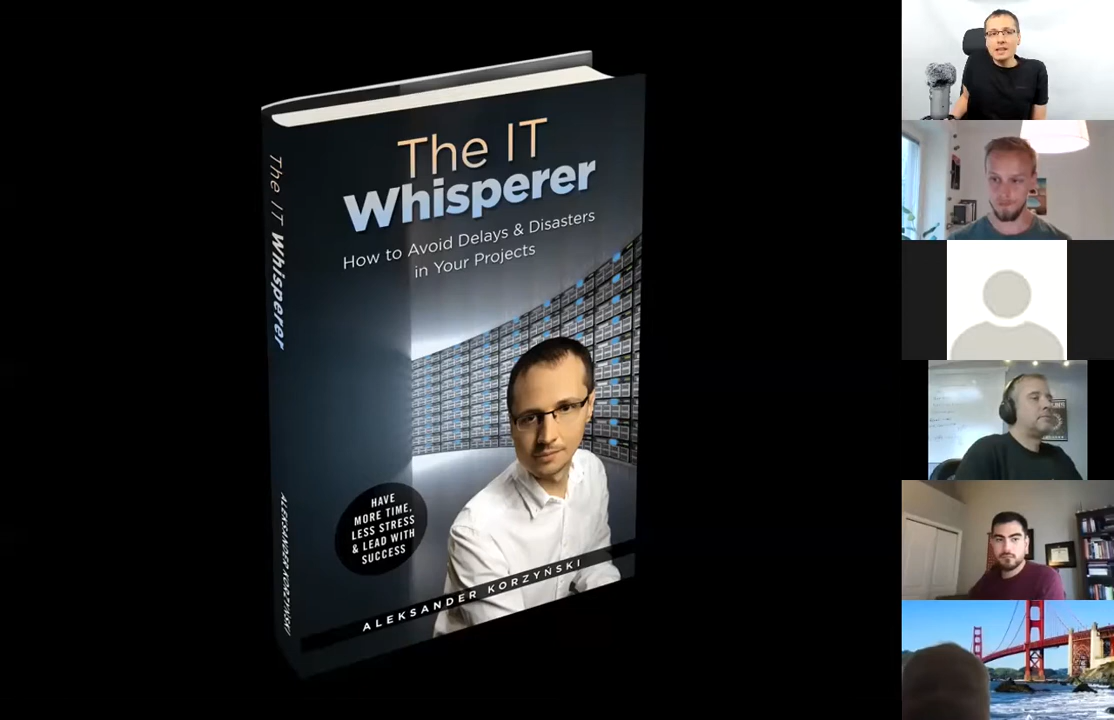 The IT
Whisperer
How to Avoid Delays & Disasters
in Your Projects
HAVE
MORE TIME,
LESS STRESS
& LEAD WITH
SUCCESS
ALEKSANDER KORZYŃSKI
The IT Whisperer
ALEKSANDER KORZYŃSKI